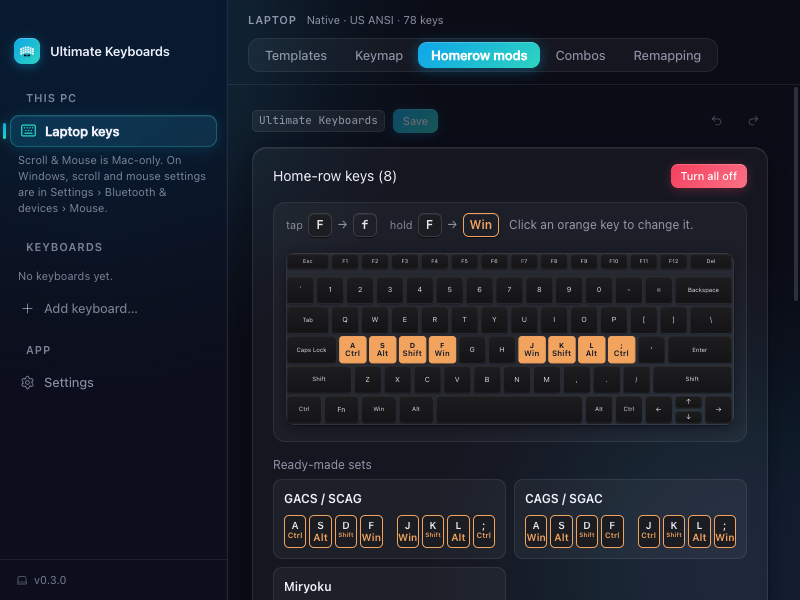 Ultimate Keyboards
THIS PC
Laptop keys
Scroll & Mouse is Mac-only. On
Windows, scroll and mouse settings
are in Settings › Bluetooth &
devices › Mouse.
KEYBOARDS
No keyboards yet.
+ Add keyboard...
APP
Settings
v0.3.0
LAPTOP Native · US ANSI · 78 keys
Templates Keymap Homerow mods Combos Remapping
Ultimate Keyboards Save
Home-row keys (8) Turn all off
tap F → f hold F → Win Click an orange key to change it.
Esc F1 F2 F3 F4 F5 F6 F7 F8 F9 F10 F11 F12 Del
` 1 2 3 4 5 6 7 8 9 0 - = Backspace
Tab Q W E R T Y U I O P [ ] \
Caps Lock A Ctrl S Alt D Shift F Win G H J Win K Shift L Alt ; Ctrl ' Enter
Shift Z X C V B N M , . / Shift
Ctrl Fn Win Alt Alt Ctrl ← ↑ ↓ →
Ready-made sets
GACS / SCAG
A S D F J K L ;
Ctrl Alt Shift Win Win Shift Alt Ctrl
CAGS / SGAC
A S D F J K L ;
Win Alt Shift Ctrl Ctrl Shift Alt Win
Miryoku